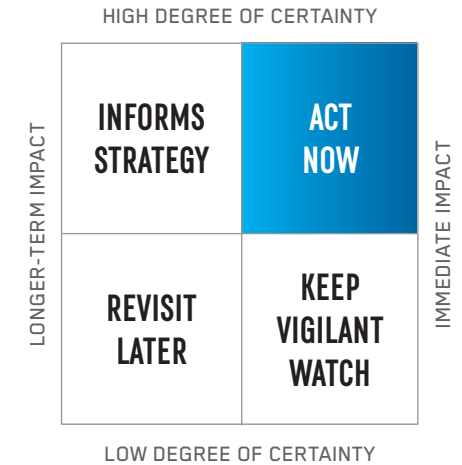 HIGH DEGREE OF CERTAINTY
LONGER-TERM IMPACT
INFORMS
STRATEGY
ACT
NOW
IMMEDIATE IMPACT
REVISIT
LATER
KEEP
VIGILANT
WATCH
LOW DEGREE OF CERTAINTY